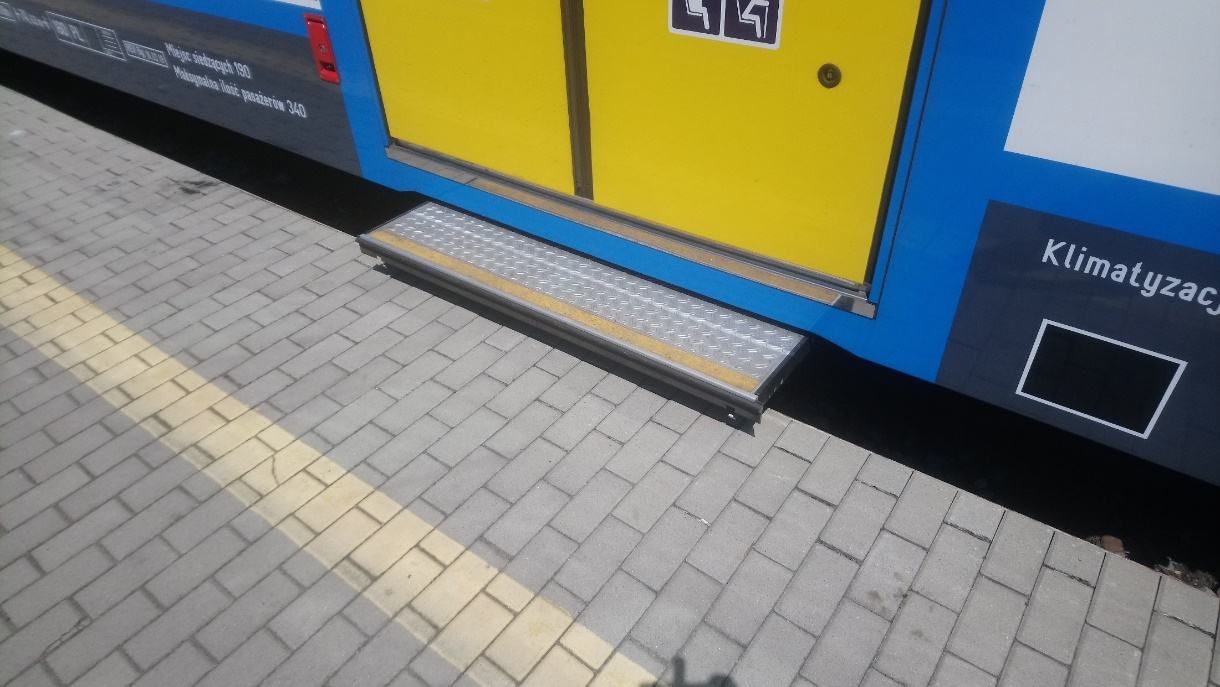 Miejsc siedzących 190
Maksymalna ilość pasażerów 340
Klimatyzacj